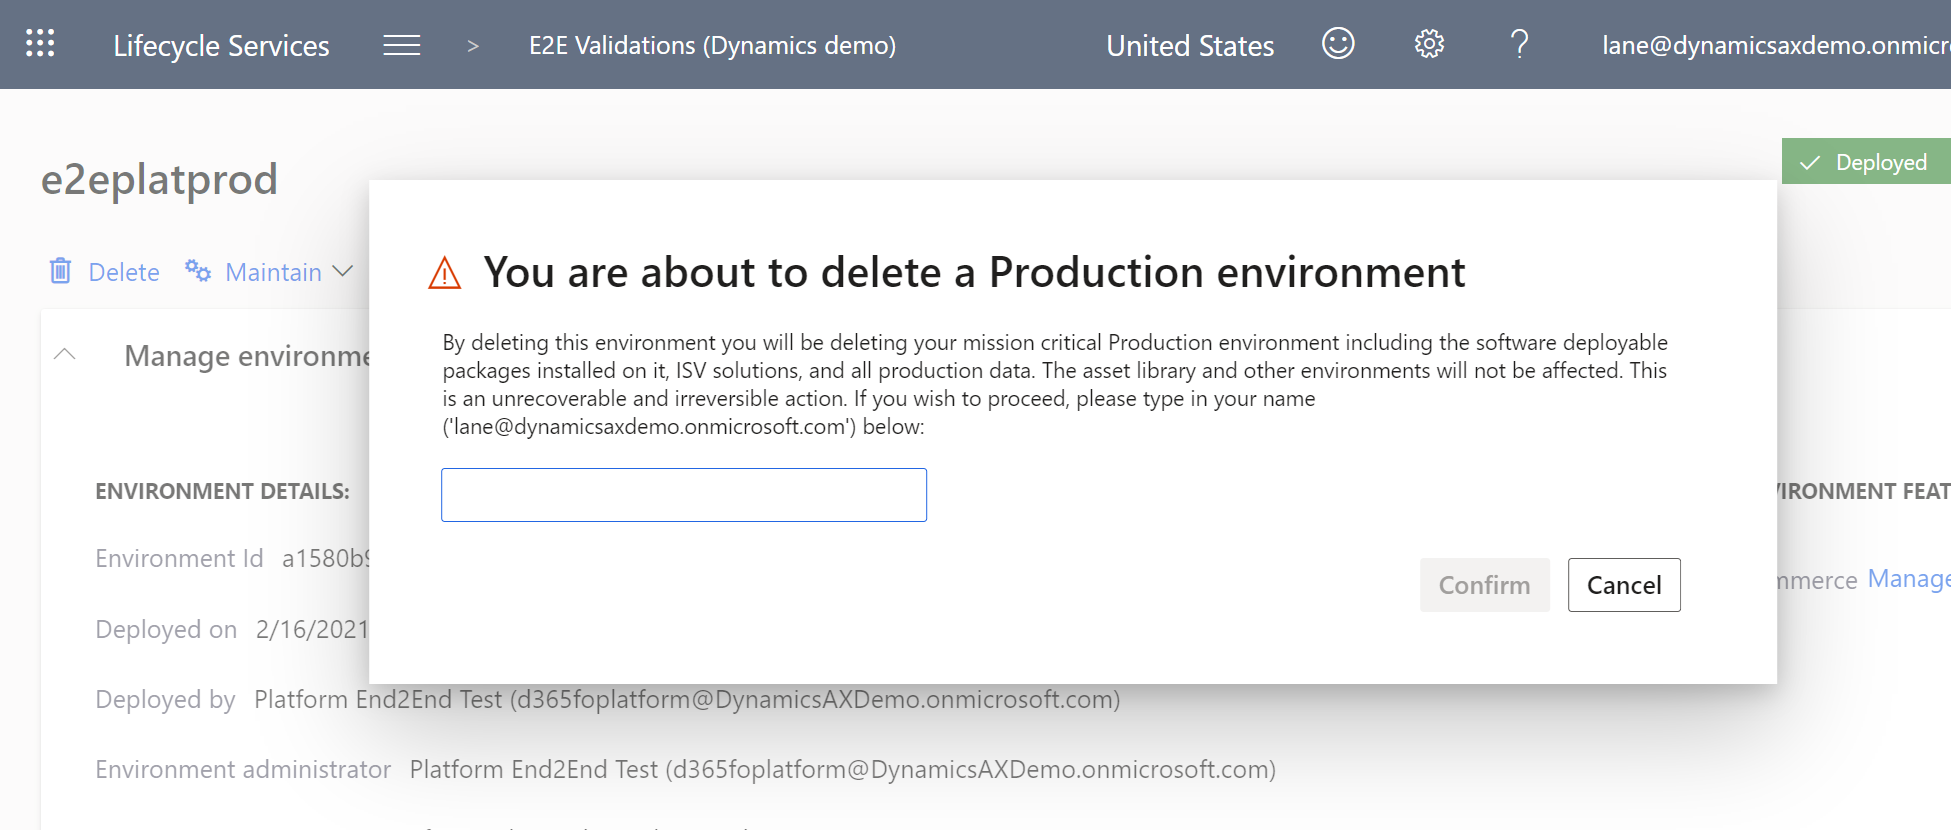 Lifecycle Services > E2E Validations (Dynamics demo) United States ? lane@dynamicsaxdemo.onmicr
e2eplatprod
Deployed
Delete Maintain
You are about to delete a Production environment
By deleting this environment you will be deleting your mission critical Production environment including the software deployable
packages installed on it, ISV solutions, and all production data. The asset library and other environments will not be affected. This
is an unrecoverable and irreversible action. If you wish to proceed, please type in your name
('lane@dynamicsaxdemo.onmicrosoft.com') below:
Confirm Cancel
Manage environme
ENVIRONMENT DETAILS:
IRONMENT FEAT
Environment Id a1580b9
mmerce Manage
Deployed on 2/16/2021
Deployed by Platform End2End Test (d365foplatform@DynamicsAXDemo.onmicrosoft.com)
Environment administrator Platform End2End Test (d365foplatform@DynamicsAXDemo.onmicrosoft.com)